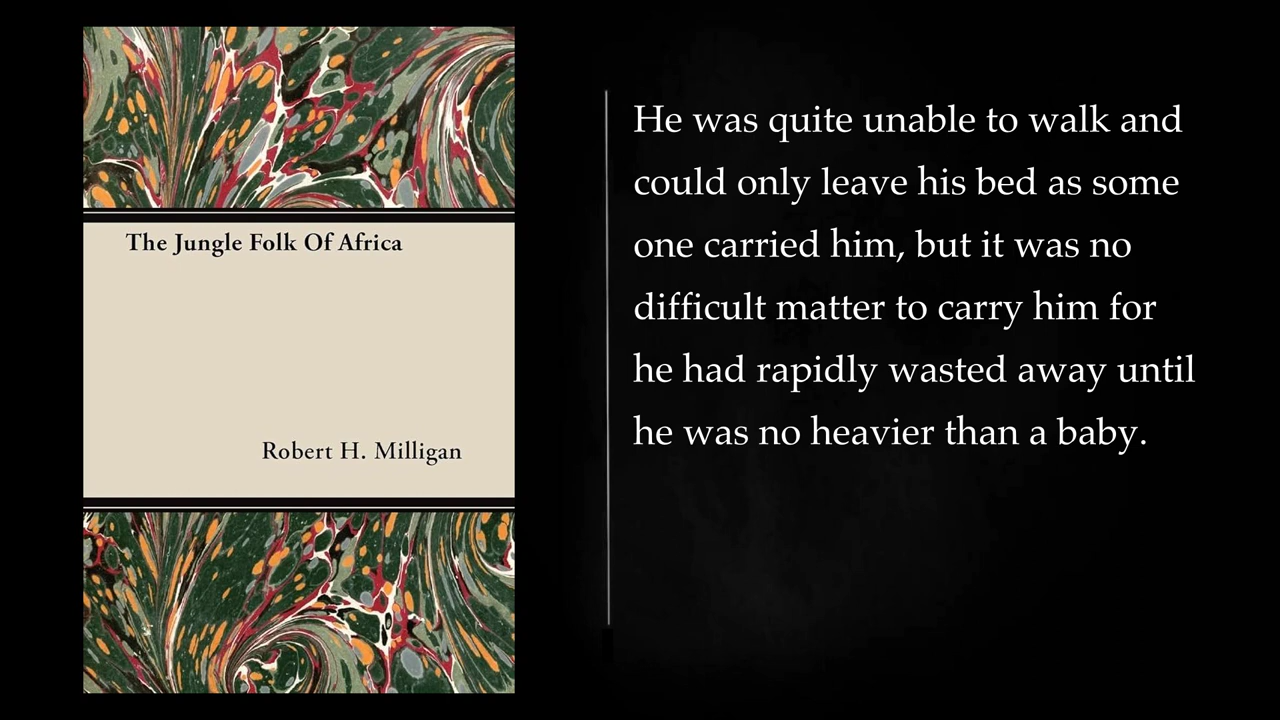 The Jungle Folk Of Africa
Robert H. Milligan
He was quite unable to walk and
could only leave his bed as some
one carried him, but it was no
difficult matter to carry him for
he had rapidly wasted away until
he was no heavier than a baby.